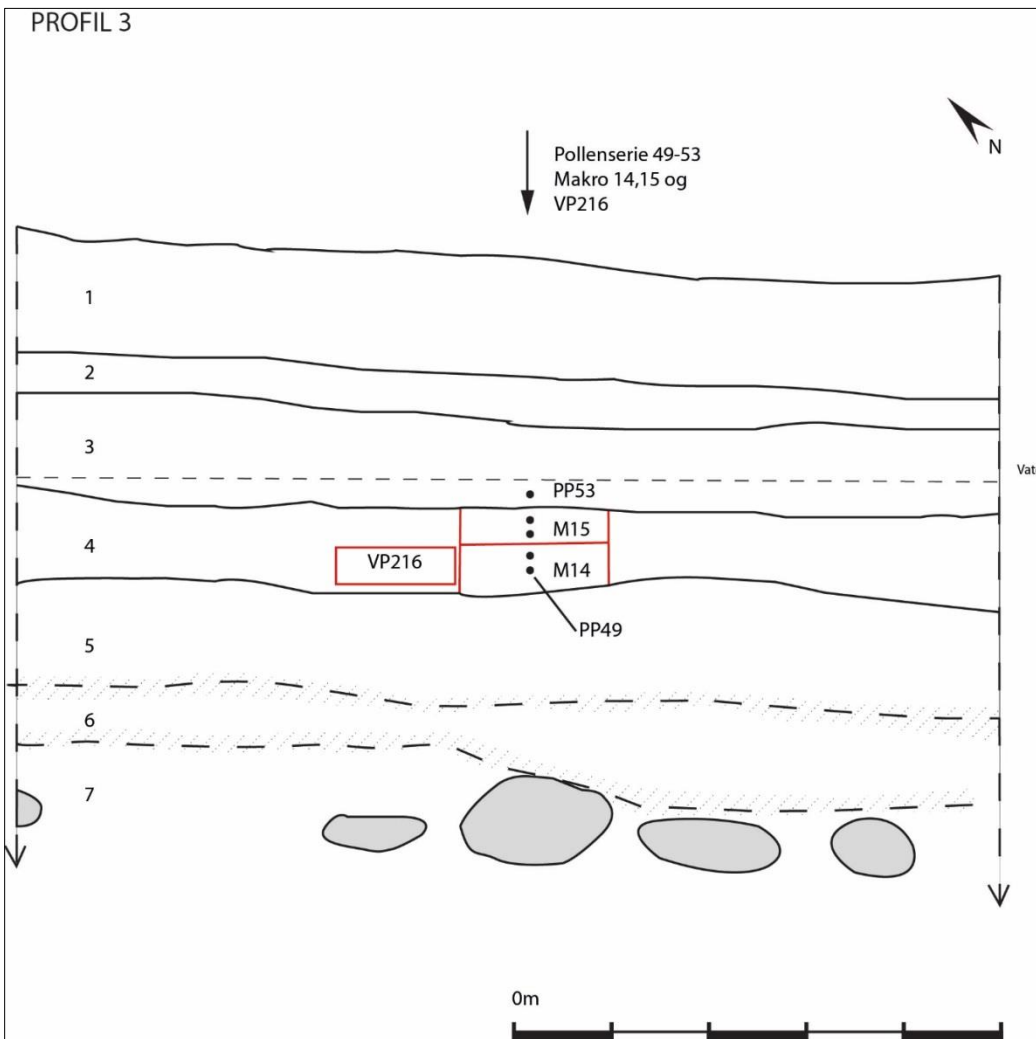 PROFIL 3
N
Pollenserie 49-53
Makro 14,15 og
VP216
1
2
3
Vat
PP53
M15
4
VP216
M14
PP49
5
6
7
0m